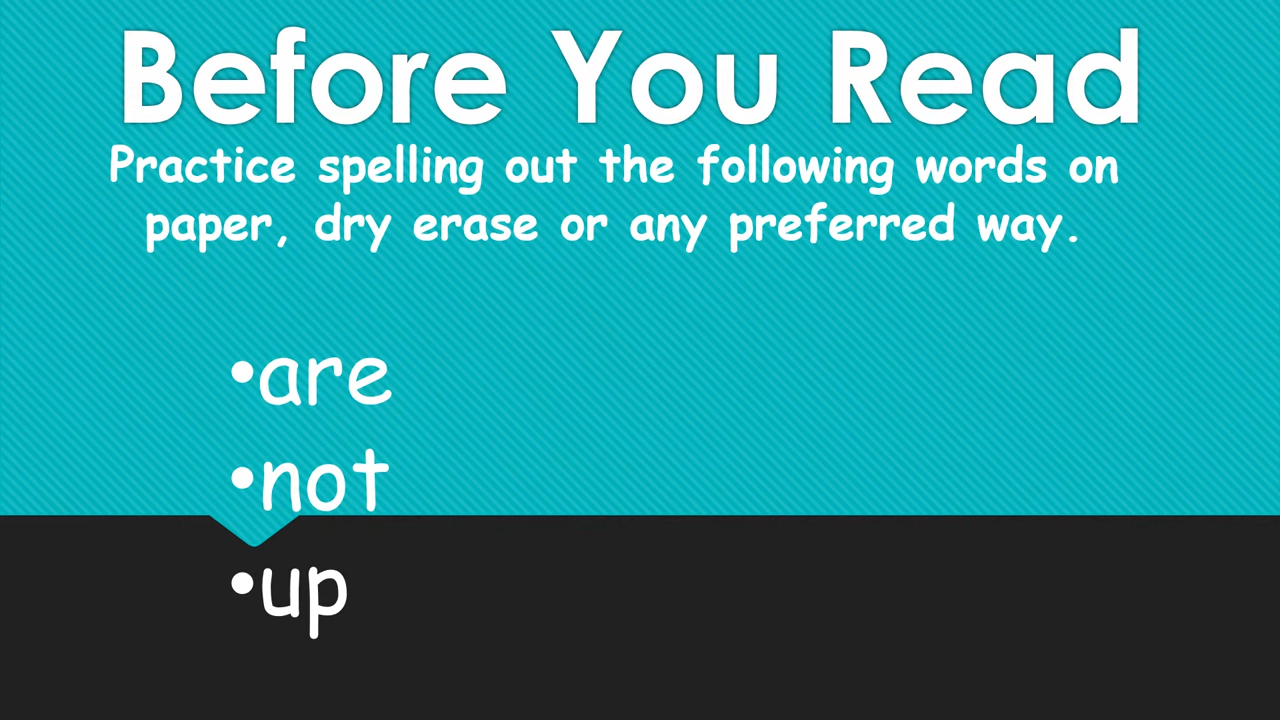 Before You Read
Practice spelling out the following words on
paper, dry erase or any preferred way.
•are
•not
•up